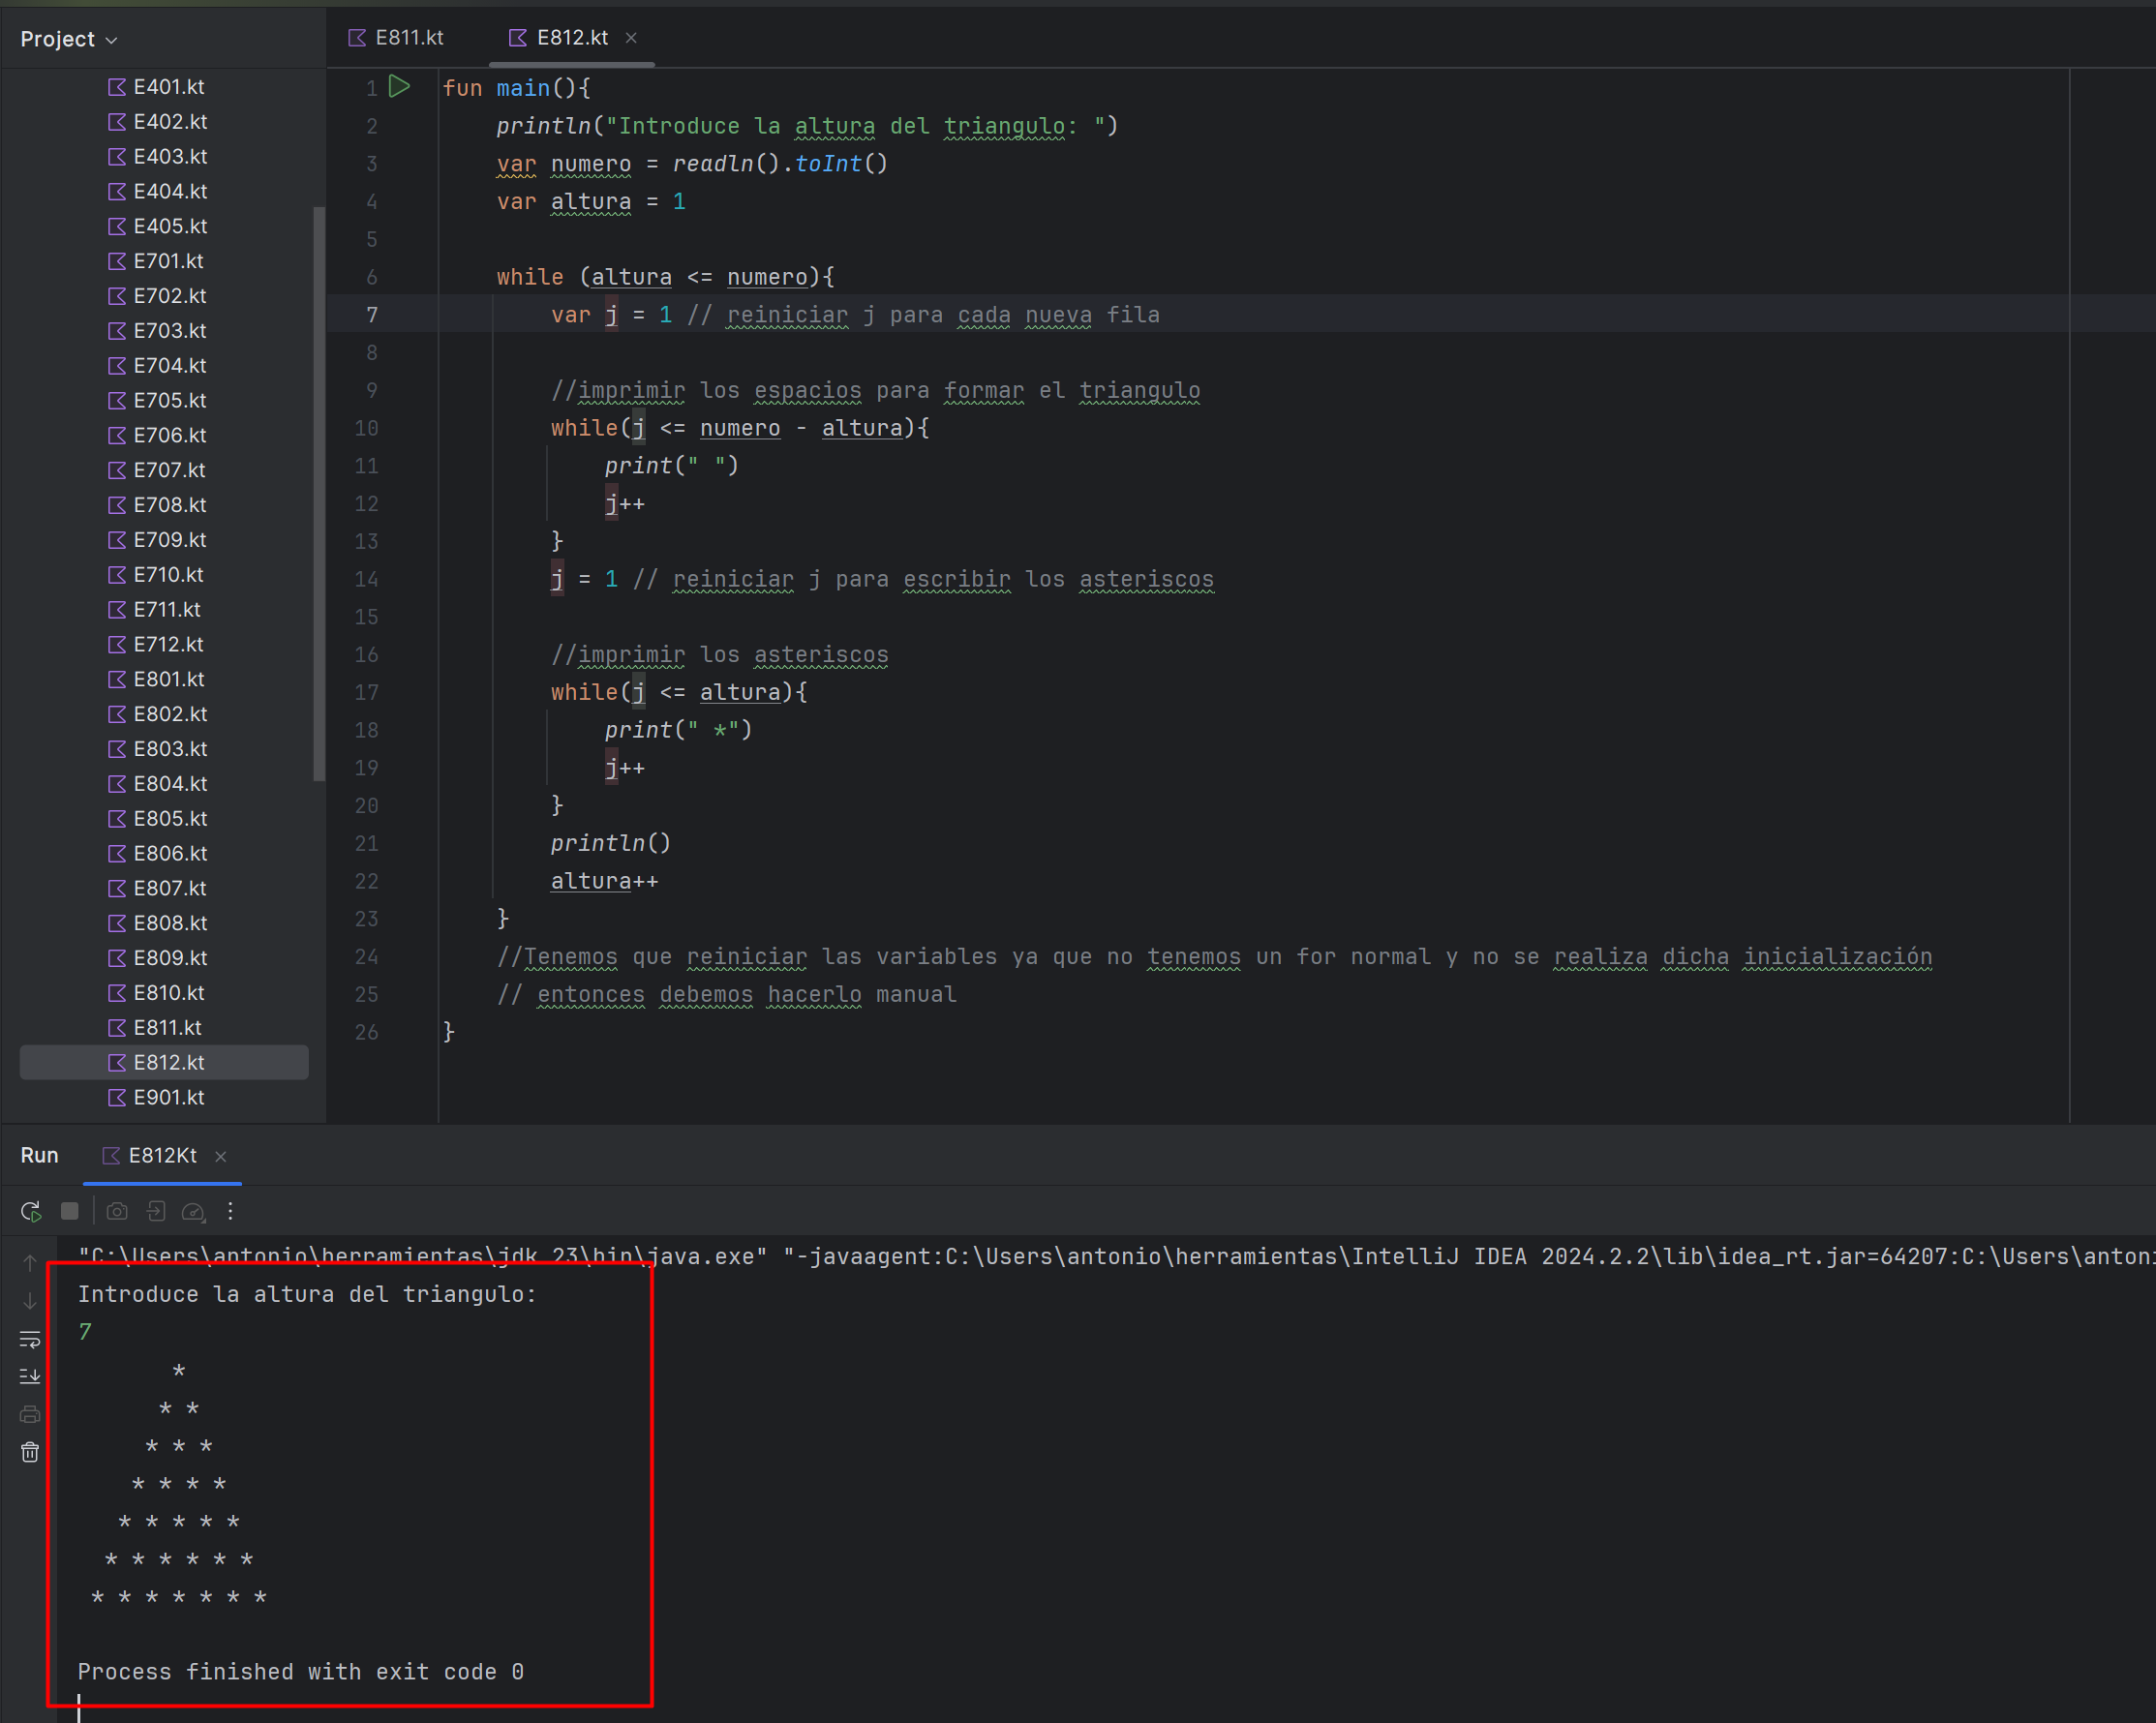 Project
E811.kt
E812.kt
E401.kt
E402.kt
E403.kt
E404.kt
E405.kt
E701.kt
E702.kt
E703.kt
E704.kt
E705.kt
E706.kt
E707.kt
E708.kt
E709.kt
E710.kt
E711.kt
E712.kt
E801.kt
E802.kt
E803.kt
E804.kt
E805.kt
E806.kt
E807.kt
E808.kt
E809.kt
E810.kt
E811.kt
E812.kt
E901.kt
1 fun main(){
2     println("Introduce la altura del triangulo: ")
3     var numero = readln().toInt()
4     var altura = 1
5
6     while (altura <= numero){
7         var j = 1 // reiniciar j para cada nueva fila
8
9         //imprimir los espacios para formar el triangulo
10         while(j <= numero - altura){
11             print(" ")
12             j++
13         }
14         j = 1 // reiniciar j para escribir los asteriscos
15
16         //imprimir los asteriscos
17         while(j <= altura){
18             print(" *")
19             j++
20         }
21         println()
22         altura++
23     }
24     //Tenemos que reiniciar las variables ya que no tenemos un for normal y no se realiza dicha inicialización
25     // entonces debemos hacerlo manual
26 }
Run
E812Kt
"C:\Users\antonio\herramientas\jdk 23\bin\java.exe" "-javaagent:C:\Users\antonio\herramientas\IntelliJ IDEA 2024.2.2\lib\idea_rt.jar=64207:C:\Users\antoni
Introduce la altura del triangulo:
7
       *
      * *
     * * *
    * * * *
   * * * * *
  * * * * * *
 * * * * * * *
Process finished with exit code 0